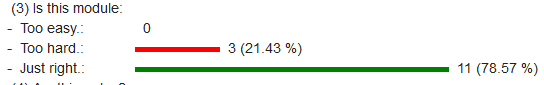 (3) Is this module:
- Too easy.: 0
- Too hard.: 3 (21.43 %)
- Just right.: 11 (78.57 %)